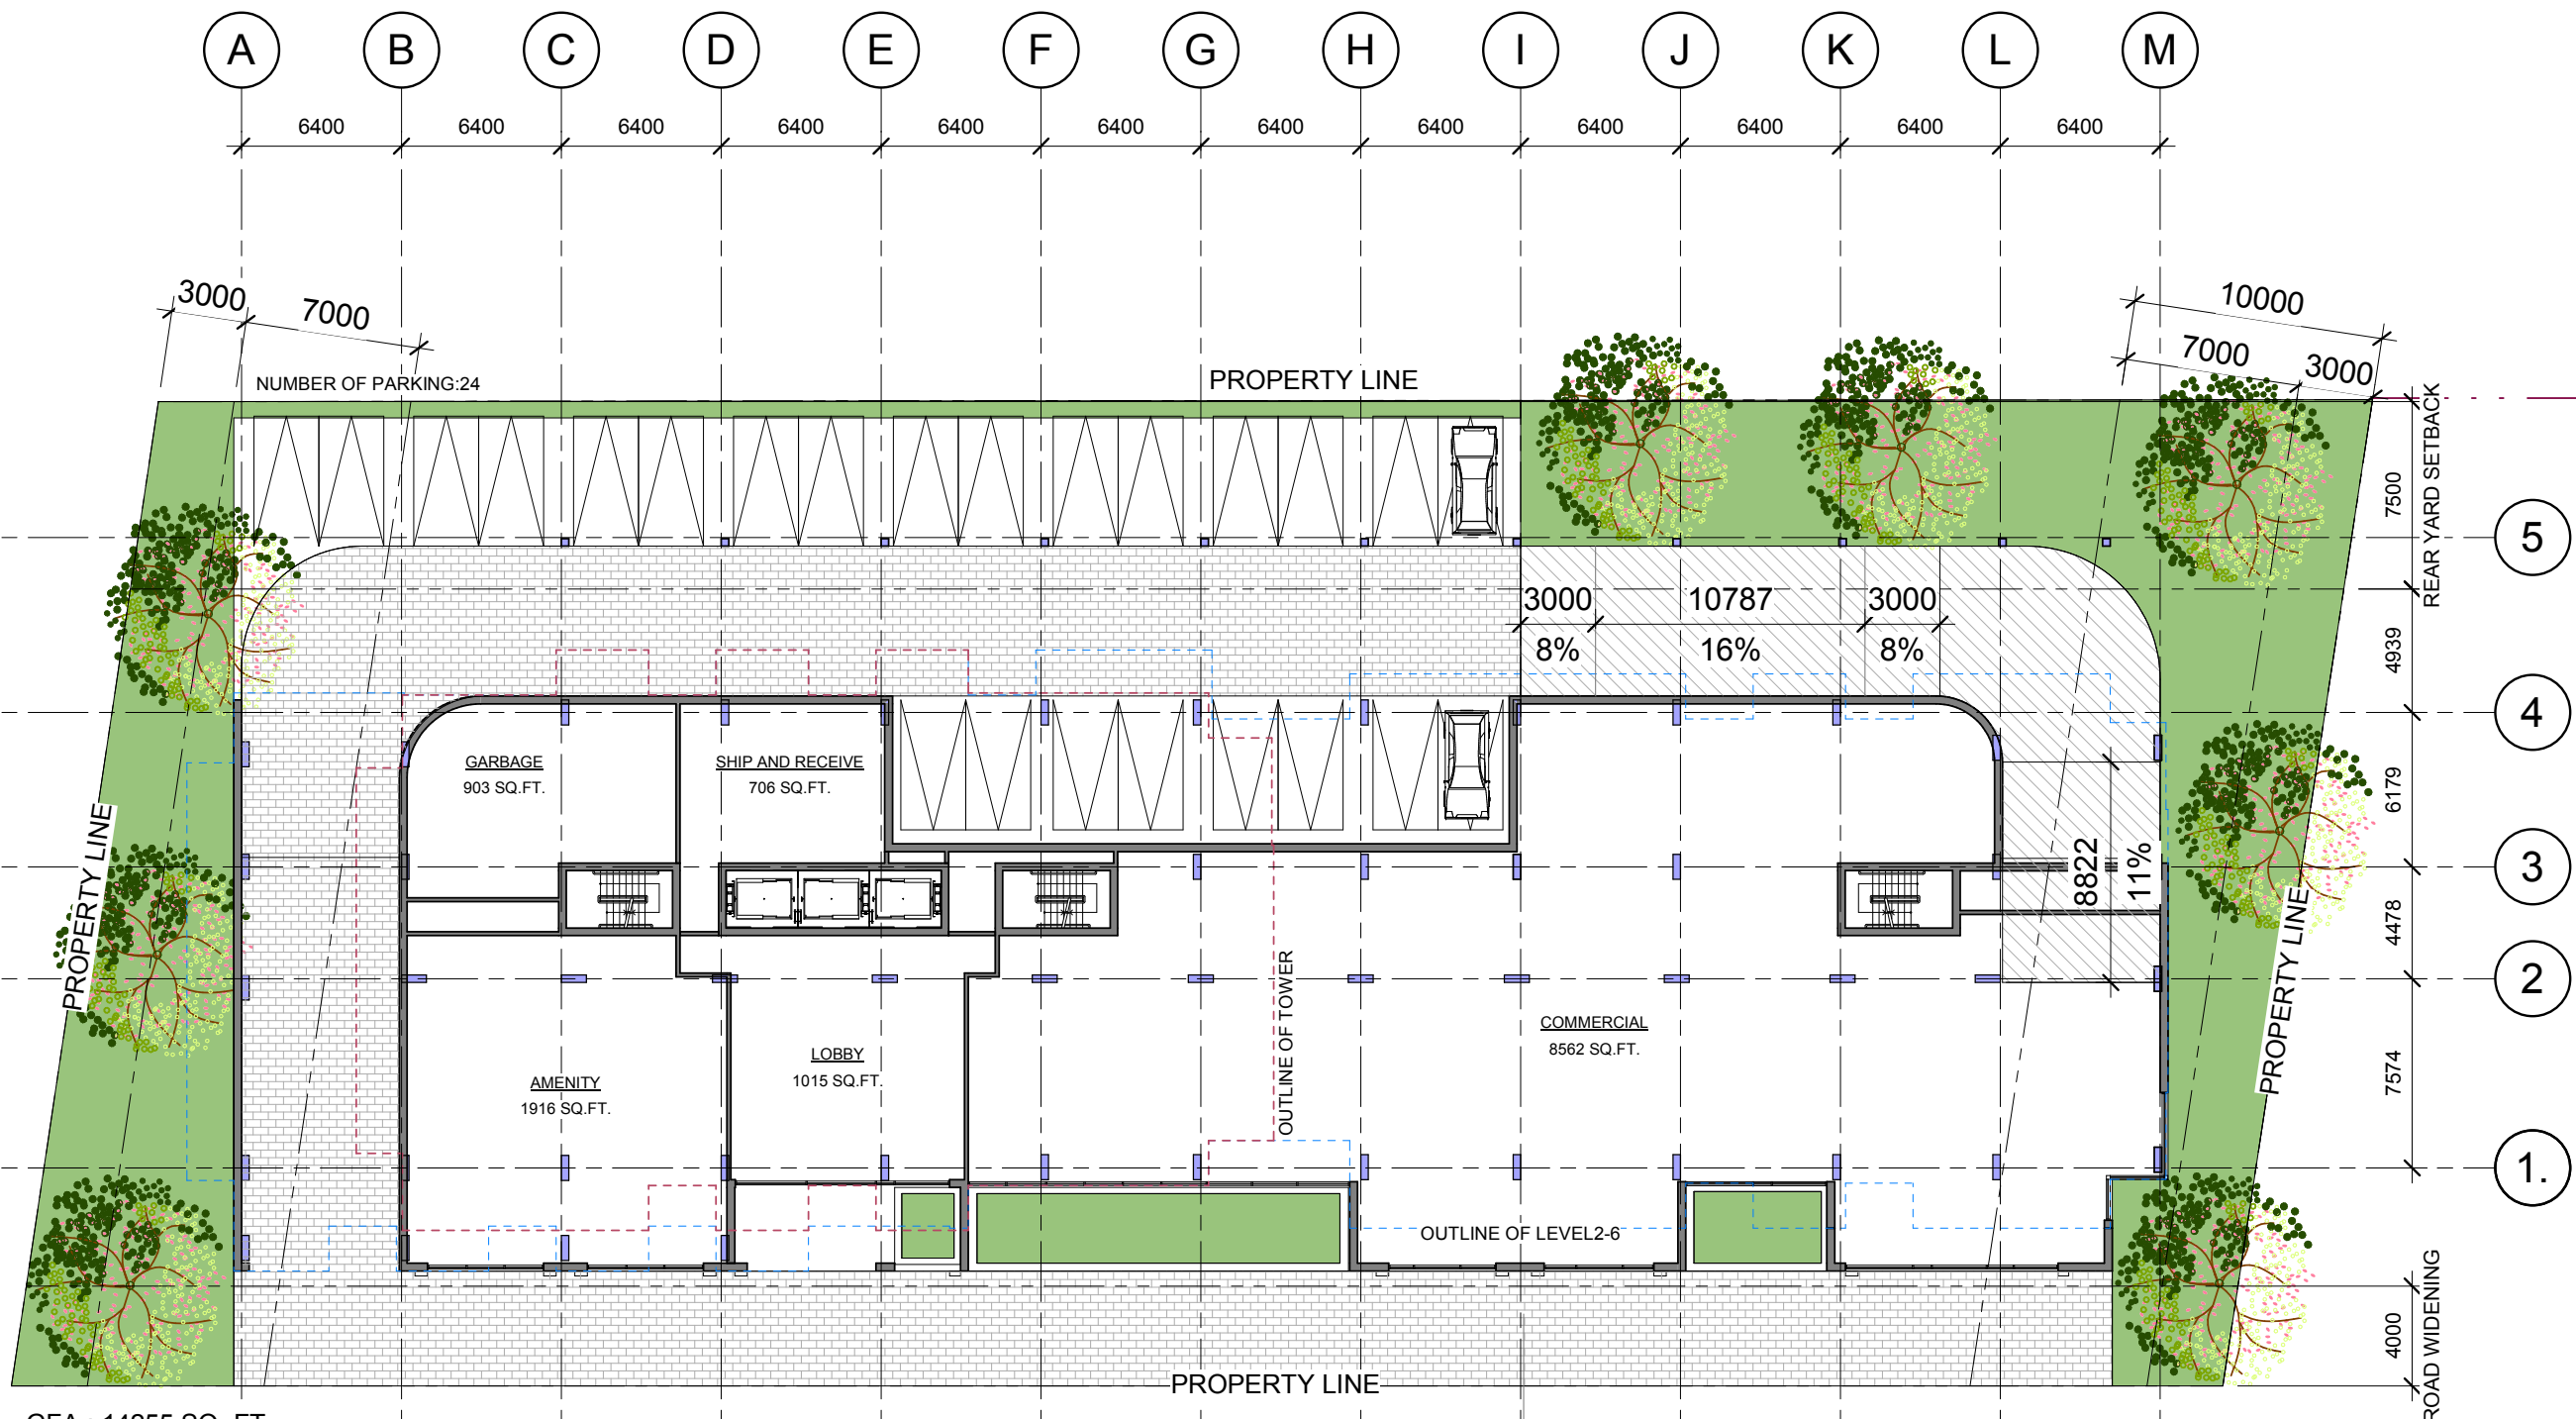 A B C D E F G H I J K L M
6400 6400 6400 6400 6400 6400 6400 6400 6400 6400 6400 6400
3000 7000
10000
7000 3000
NUMBER OF PARKING:24
PROPERTY LINE
REAR YARD SETBACK
7500
5
3000 10787 3000
8% 16% 8%
4939
4
GARBAGE
903 SQ.FT.
SHIP AND RECEIVE
706 SQ.FT.
6179
PROPERTY LINE
8822
11%
3
4478
PROPERTY LINE
2
OUTLINE OF TOWER
COMMERCIAL
8562 SQ.FT.
LOBBY
1015 SQ.FT.
AMENITY
1916 SQ.FT.
7574
1.
OUTLINE OF LEVEL2-6
4000
ROAD WIDENING
PROPERTY LINE